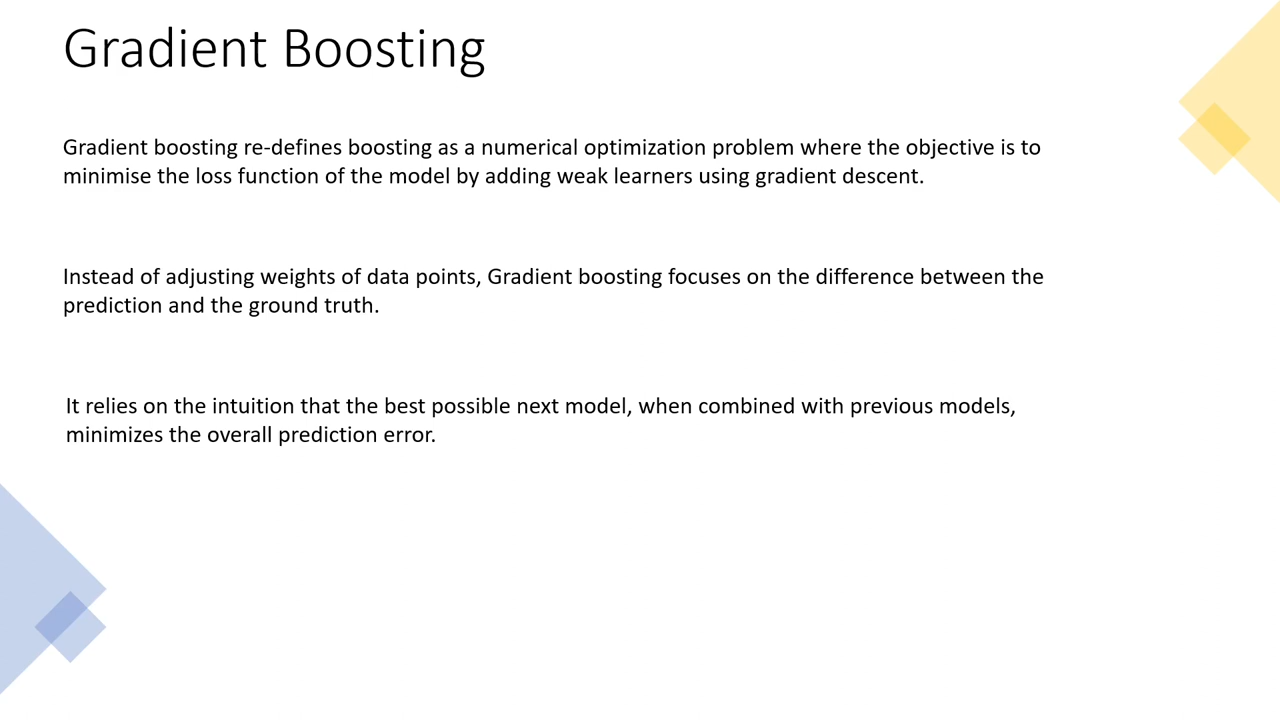 Gradient Boosting
Gradient boosting re-defines boosting as a numerical optimization problem where the objective is to
minimise the loss function of the model by adding weak learners using gradient descent.
Instead of adjusting weights of data points, Gradient boosting focuses on the difference between the
prediction and the ground truth.
It relies on the intuition that the best possible next model, when combined with previous models,
minimizes the overall prediction error.